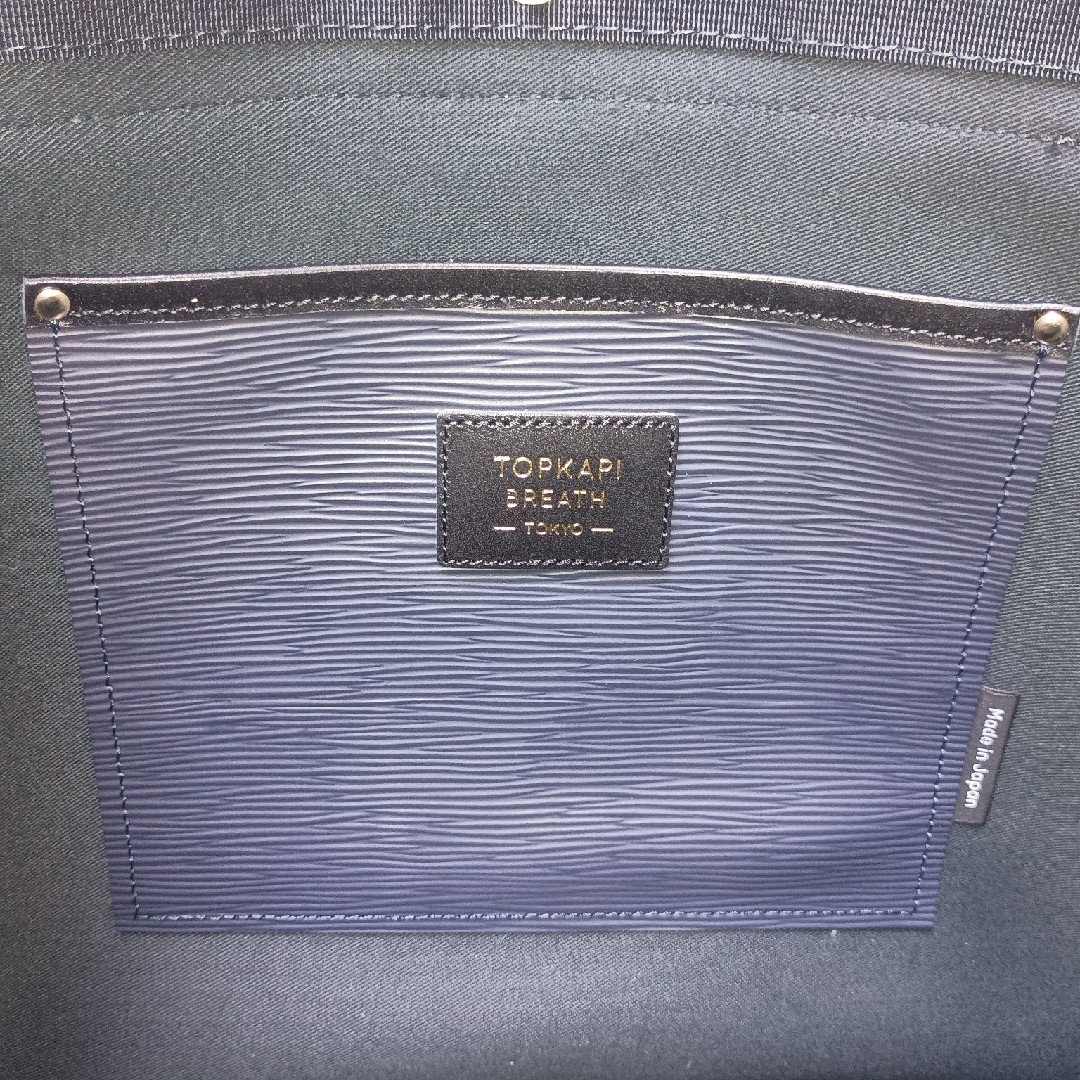 TOPKAPI
BREATH
— TOKYO —
Made in Japan